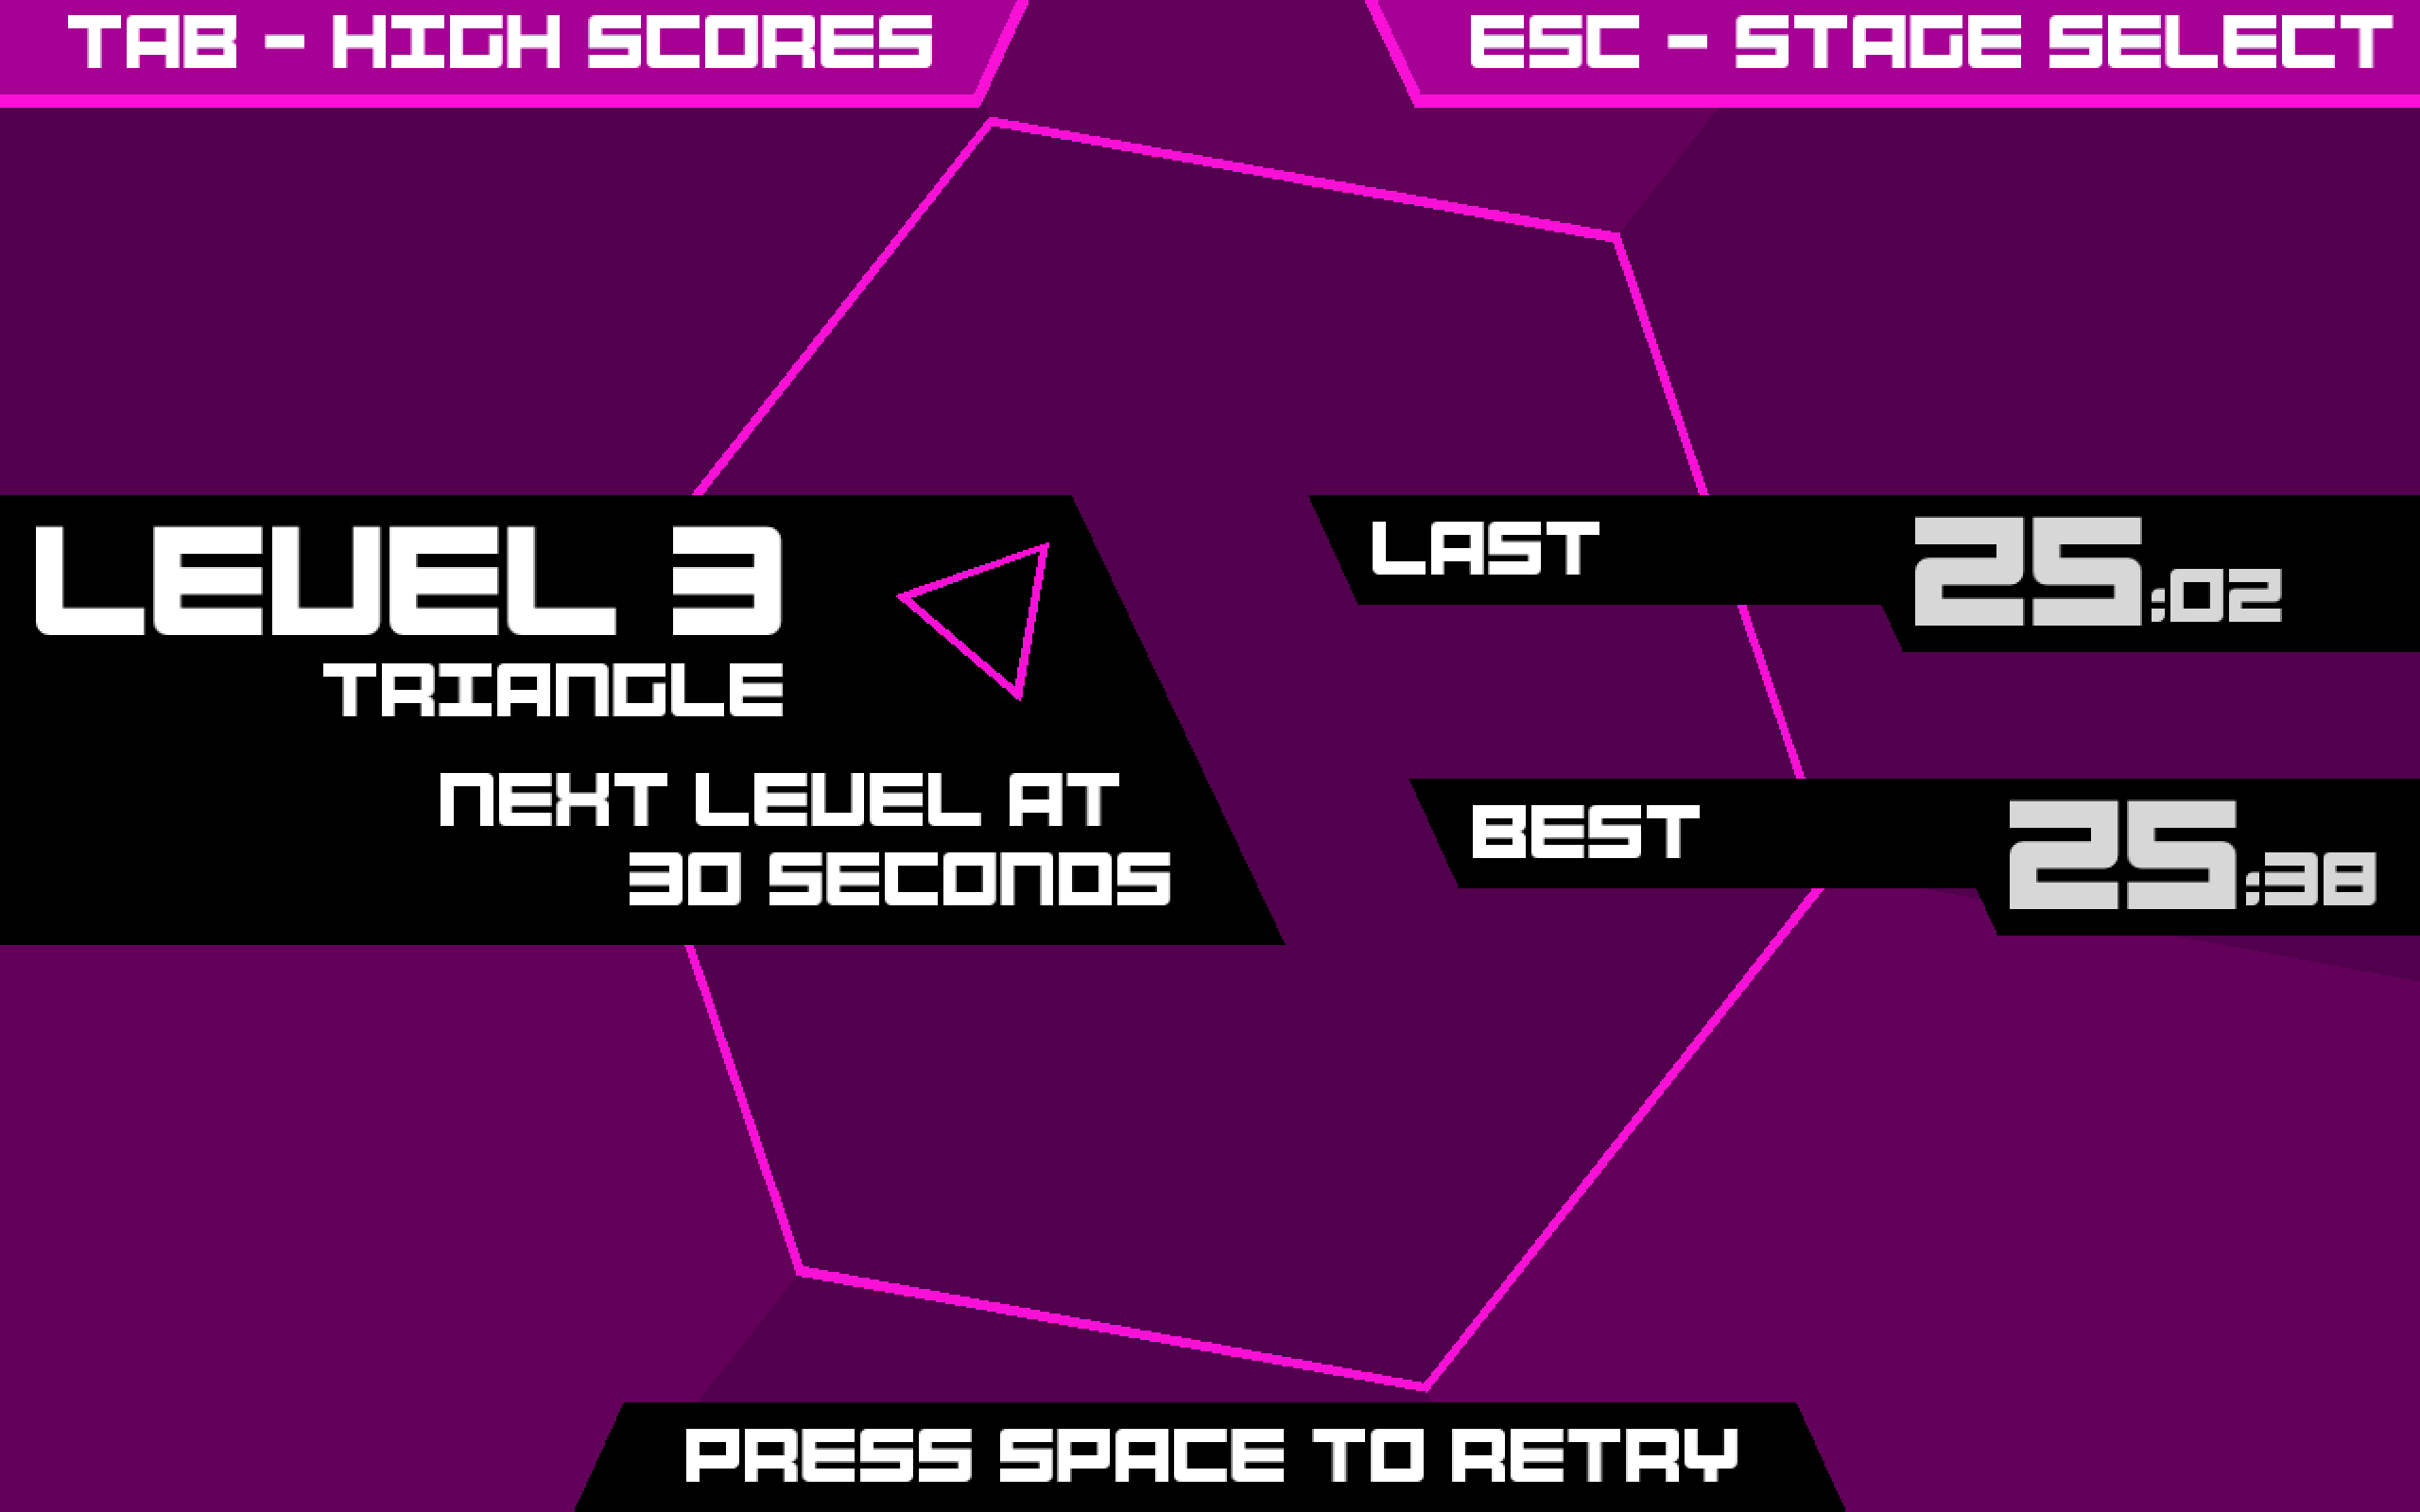 TAB - HIGH SCORES
ESC - STAGE SELECT
LEVEL 3
TRIANGLE
NEXT LEVEL AT
30 SECONDS
LAST 25:02
BEST 25:38
PRESS SPACE TO RETRY